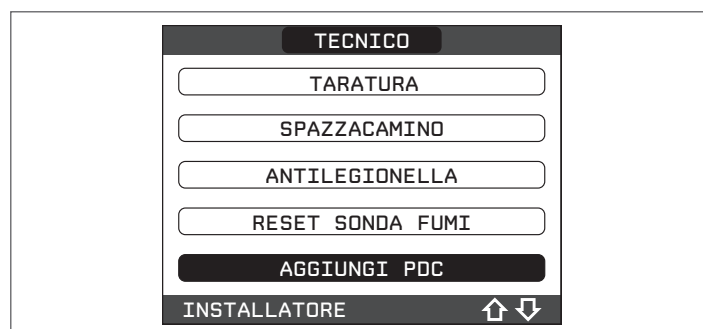 TECNICO
TARATURA
SPAZZACAMINO
ANTILEGIONELLA
RESET SONDA FUMI
AGGIUNGI PDC
INSTALLATORE